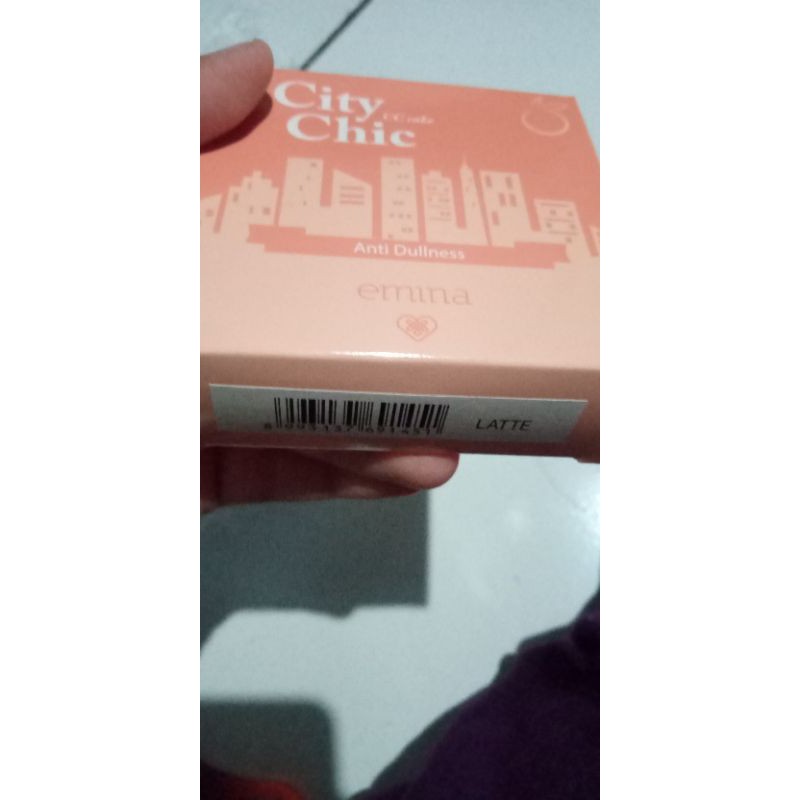 City
CC cake
Chic
Anti Dullness
emina
LATTE